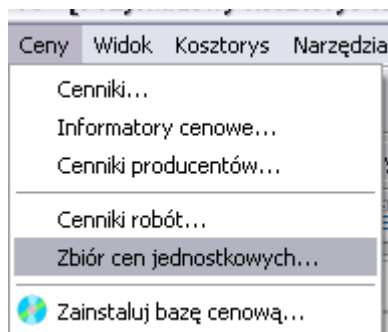 Ceny Widok Kosztorys Narzędzia
Cenniki...
Informatory cenowe...
Cenniki producentów...
Cenniki robót...
Zbiór cen jednostkowych...
Zainstaluj bazę cenową...